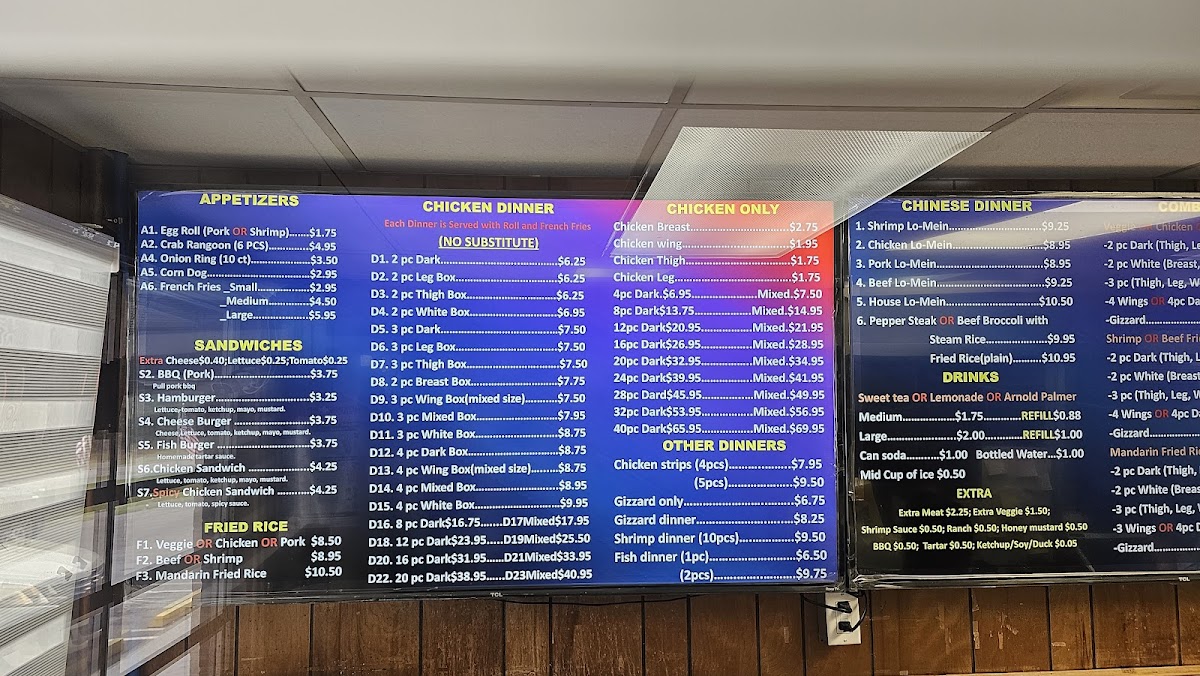 APPETIZERS
A1. Egg Roll (Pork OR Shrimp).......$1.75
A2. Crab Rangoon (6 PCS)................$4.95
A4. Onion Ring (10 ct)......................$3.50
A5. Corn Dog....................................$2.95
A6. French Fries _Small...................$2.95
_Medium................$4.50
_Large.....................$5.95
SANDWICHES
Extra Cheese$0.40;Lettuce$0.25;Tomato$0.25
S2. BBQ (Pork)..................................$3.75
Pull pork bbq
S3. Hamburger................................$3.25
Lettuce, tomato, ketchup, mayo, mustard.
S4. Cheese Burger ..........................$3.75
Cheese,Lettuce, tomato, ketchup, mayo, mustard.
S5. Fish Burger ...............................$3.75
Homemade tartar sauce.
S6.Chicken Sandwich .....................$4.25
Lettuce, tomato, ketchup, mayo, mustard.
S7.Spicy Chicken Sandwich ...........$4.25
Lettuce, tomato, spicy sauce.
FRIED RICE
F1. Veggie OR Chicken OR Pork $8.50
F2. Beef OR Shrimp $8.95
F3. Mandarin Fried Rice $10.50
CHICKEN DINNER
Each Dinner is Served with Roll and French Fries
(NO SUBSTITUTE)
D1. 2 pc Dark....................................$6.25
D2. 2 pc Leg Box...............................$6.25
D3. 2 pc Thigh Box............................$6.25
D4. 2 pc White Box...........................$6.95
D5. 3 pc Dark....................................$7.50
D6. 3 pc Leg Box...............................$7.50
D7. 3 pc Thigh Box............................$7.50
D8. 2 pc Breast Box..........................$7.75
D9. 3 pc Wing Box(mixed size).........$7.50
D10. 3 pc Mixed Box........................$7.95
D11. 3 pc White Box.........................$8.75
D12. 4 pc Dark Box...........................$8.75
D13. 4 pc Wing Box(mixed size).......$8.75
D14. 4 pc Mixed Box........................$8.95
D15. 4 pc White Box.........................$9.95
D16. 8 pc Dark$16.75......D17Mixed$17.95
D18. 12 pc Dark$23.95.....D19Mixed$25.50
D20. 16 pc Dark$31.95.....D21Mixed$33.95
D22. 20 pc Dark$38.95.....D23Mixed$40.95
CHICKEN ONLY
Chicken Breast..............................$2.75
Chicken wing................................$1.95
Chicken Thigh...............................$1.75
Chicken Leg..................................$1.75
4pc Dark.$6.95....................Mixed.$7.50
8pc Dark$13.75.................Mixed.$14.95
12pc Dark$20.95...............Mixed.$21.95
16pc Dark$26.95...............Mixed.$28.95
20pc Dark$32.95...............Mixed.$34.95
24pc Dark$39.95...............Mixed.$41.95
28pc Dard$45.95...............Mixed.$49.95
32pc Dark$53.95...............Mixed.$56.95
40pc Dark$65.95...............Mixed.$69.95
OTHER DINNERS
Chicken strips (4pcs)......................$7.95
(5pcs)......................$9.50
Gizzard only...................................$6.75
Gizzard dinner................................$8.25
Shrimp dinner (10pcs)....................$9.50
Fish dinner (1pc)............................$6.50
(2pcs)..............................$9.75
TCL
CHINESE DINNER
1. Shrimp Lo-Mein.............................$9.25
2. Chicken Lo-Mein............................$8.95
3. Pork Lo-Mein................................$8.95
4. Beef Lo-Mein................................$9.25
5. House Lo-Mein.............................$10.50
6. Pepper Steak OR Beef Broccoli with
Steam Rice.....................$9.95
Fried Rice(plain)...............$10.95
DRINKS
Sweet tea OR Lemonade OR Arnold Palmer
Medium................$1.75...........REFILL$0.88
Large.....................$2.00...........REFILL$1.00
Can soda..........$1.00 Bottled Water...$1.00
Mid Cup of ice $0.50
EXTRA
Extra Meat $2.25; Extra Veggie $1.50;
Shrimp Sauce $0.50; Ranch $0.50; Honey mustard $0.50
BBQ $0.50; Tartar $0.50; Ketchup/Soy/Duck $0.05
COMB
Veggie OR Chicken
-2 pc Dark (Thigh, Le
-2 pc White (Breast,
-3 pc (Thigh, Leg, W
-4 Wings OR 4pc Da
-Gizzard..............
Shrimp OR Beef Frie
-2 pc Dark (Thigh, L
-2 pc White (Breast
-3 pc (Thigh, Leg, W
-4 Wings OR 4pc D
-Gizzard..............
Mandarin Fried Ric
-2 pc Dark (Thigh,
-2 pc White (Breas
-3 pc (Thigh, Leg,
-3 Wings OR 4pc
-Gizzard..............
TCL